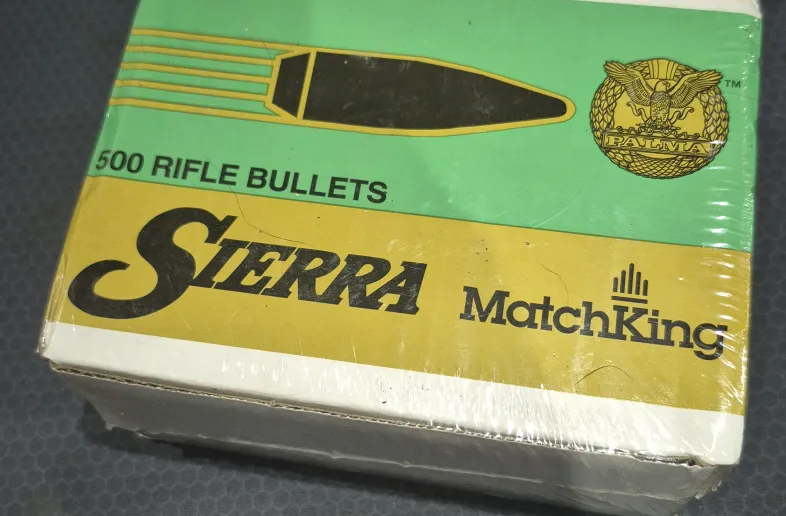 PALMA
TM
500 RIFLE BULLETS
SIERRA
MatchKing